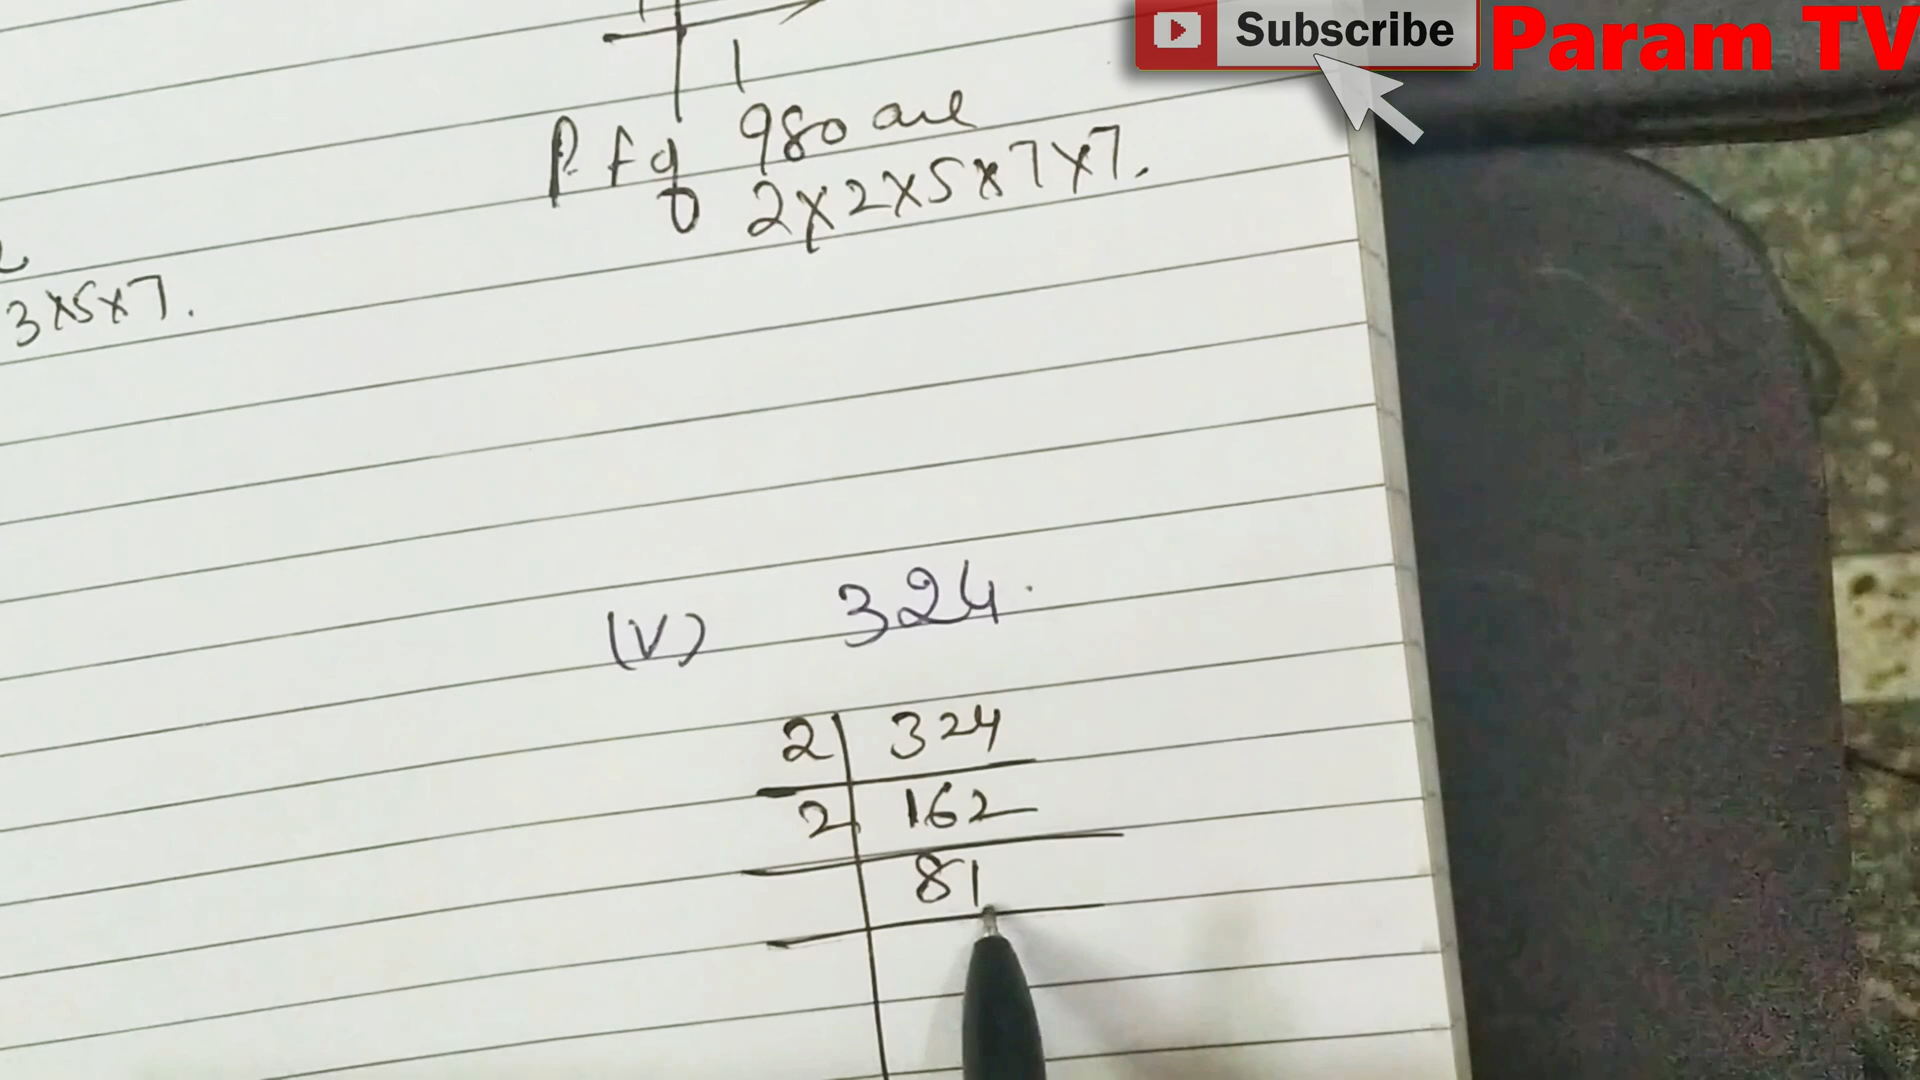 Subscribe Param TV
1
P.f of 980 are
2×2×5×7×7.
3×5×7.
(V) 324.
2 324
2 162
81